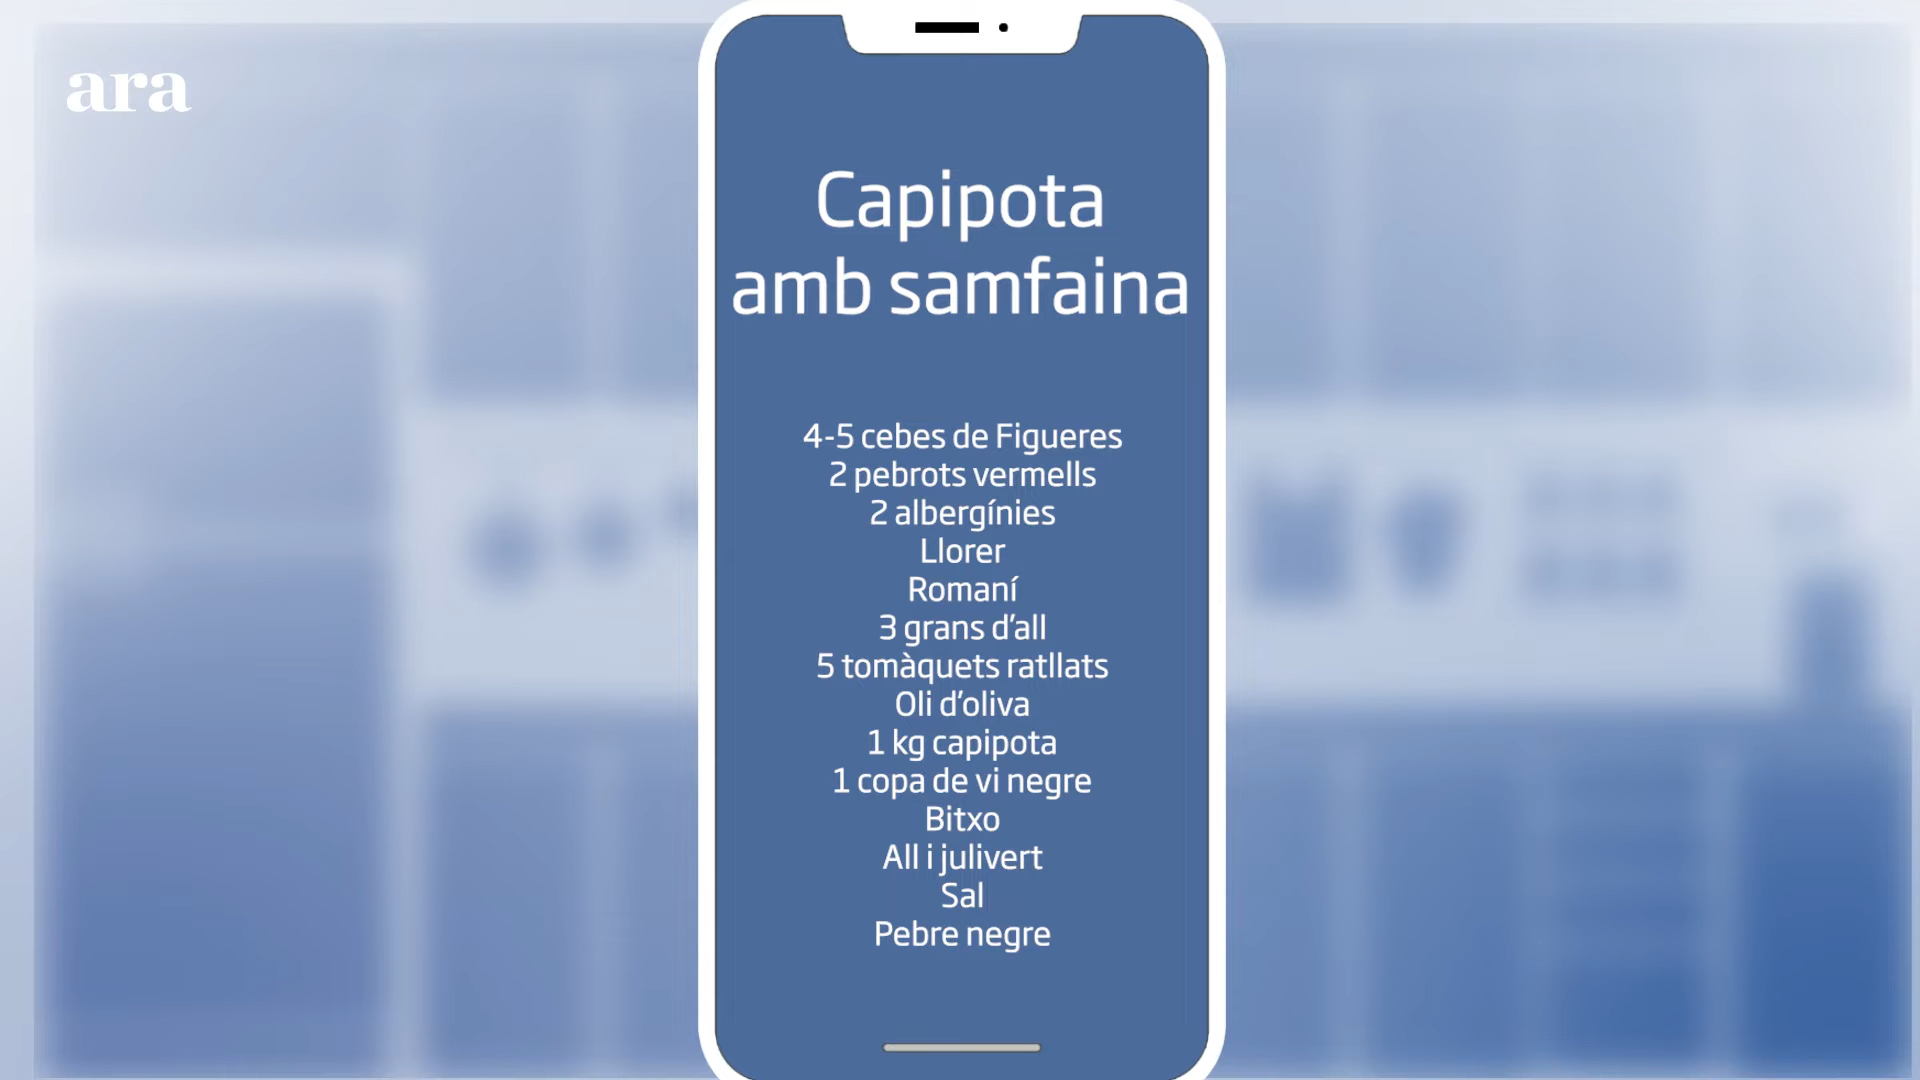 ara
Capipota
amb samfaina
4-5 cebes de Figueres
2 pebrots vermells
2 albergínies
Llorer
Romaní
3 grans d’all
5 tomàquets ratllats
Oli d’oliva
1 kg capipota
1 copa de vi negre
Bitxo
All i julivert
Sal
Pebre negre